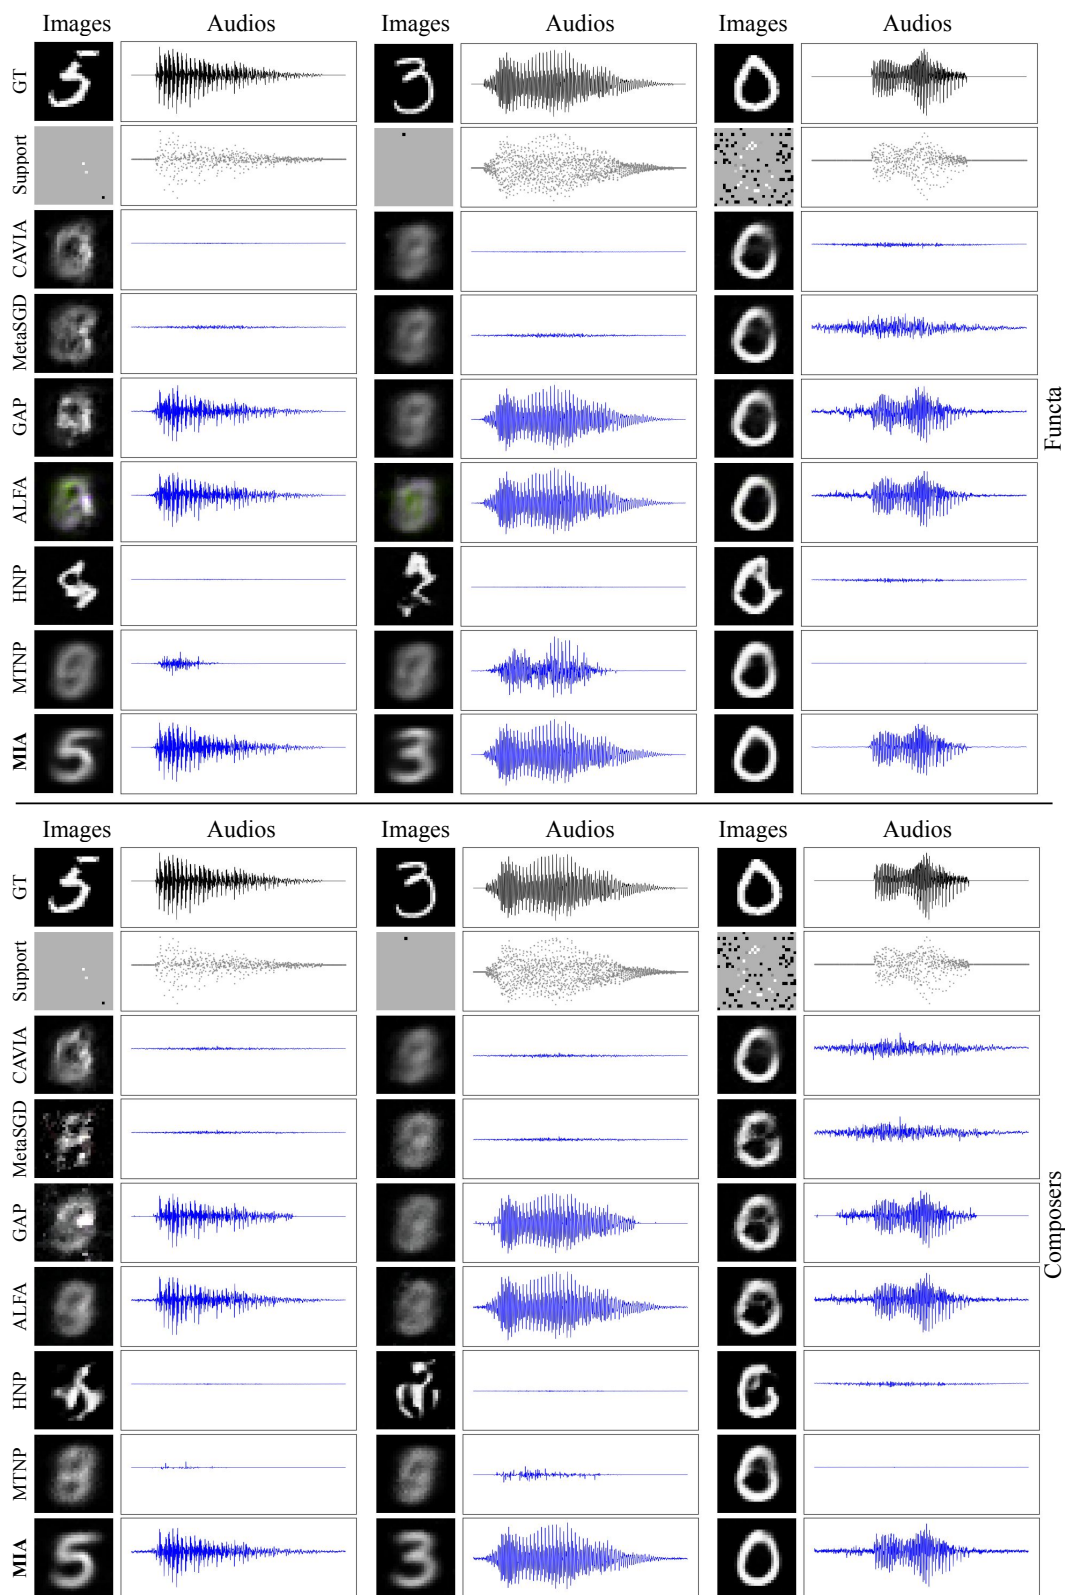 Images Audios Images Audios Images Audios
GT
Support
CAVIA
MetaSGD
GAP
ALFA
HNP
MTNP
MIA
Functa
Images Audios Images Audios Images Audios
GT
Support
CAVIA
MetaSGD
GAP
ALFA
HNP
MTNP
MIA
Composers